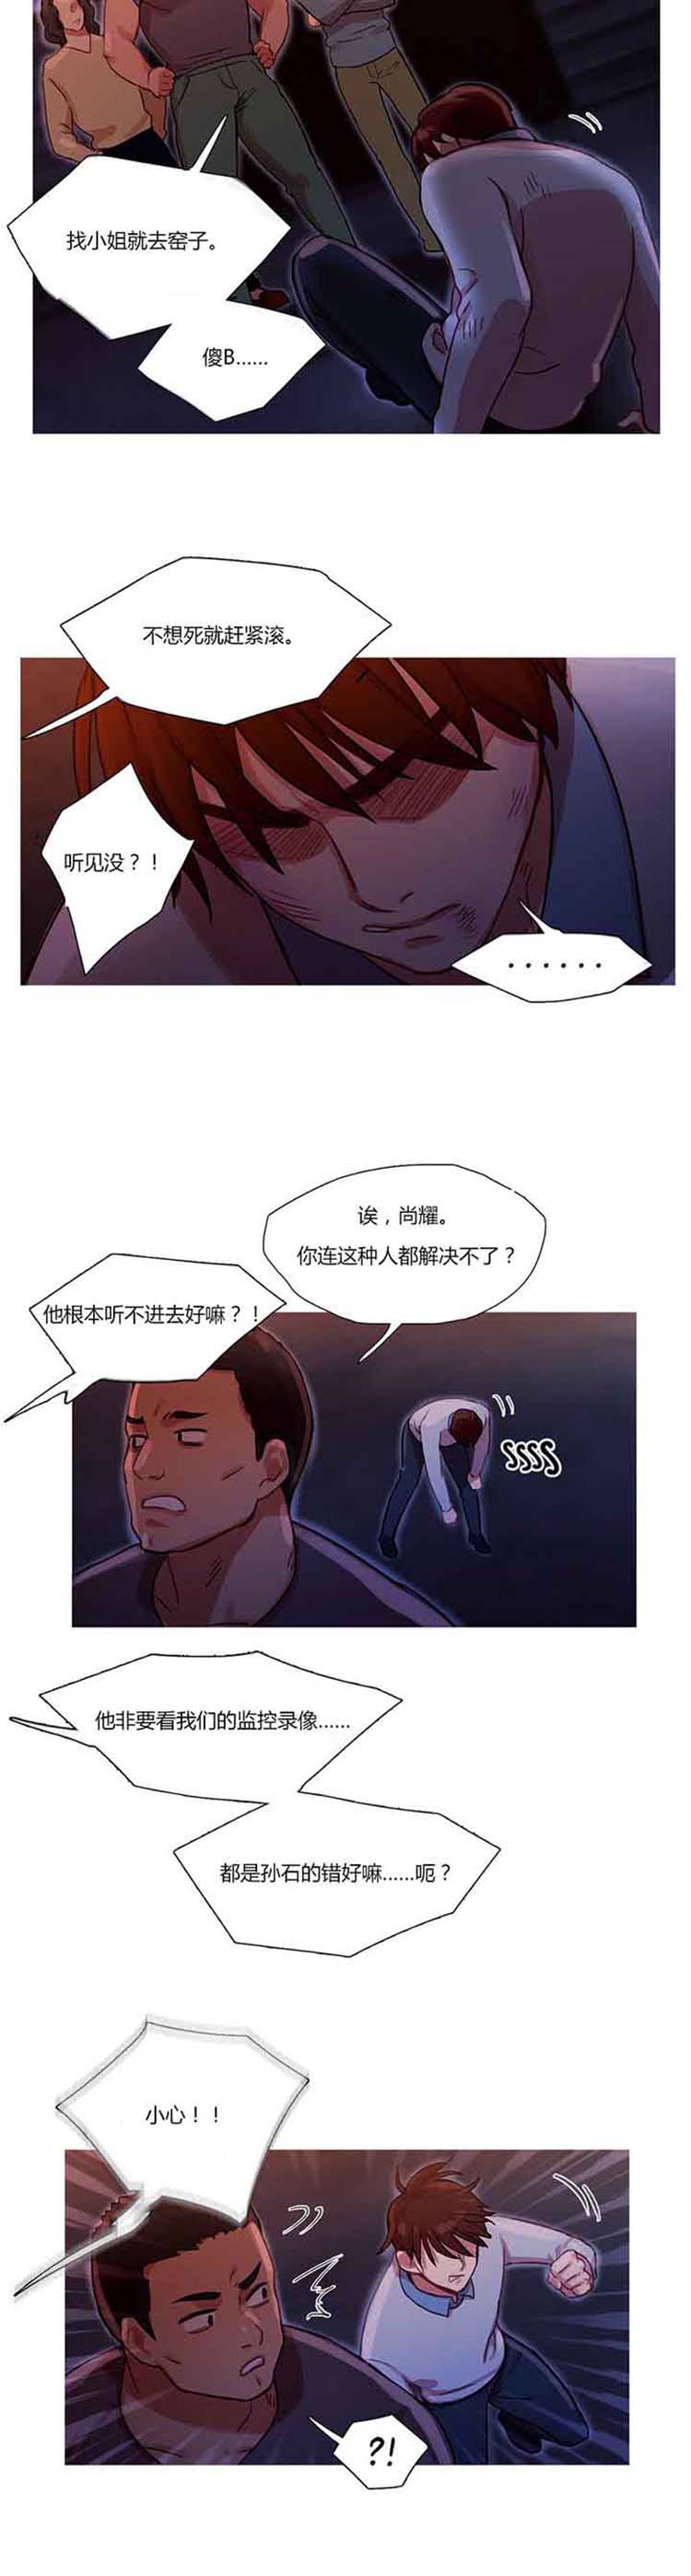 找小姐就去窑子。
傻B......
不想死就赶紧滚。
听见没？！
······
诶，尚耀。
你连这种人都解决不了？
他根本听不进去好嘛？！
SSSS
他非要看我们的监控录像......
都是孙石的错好嘛......呃？
小心！！
?!